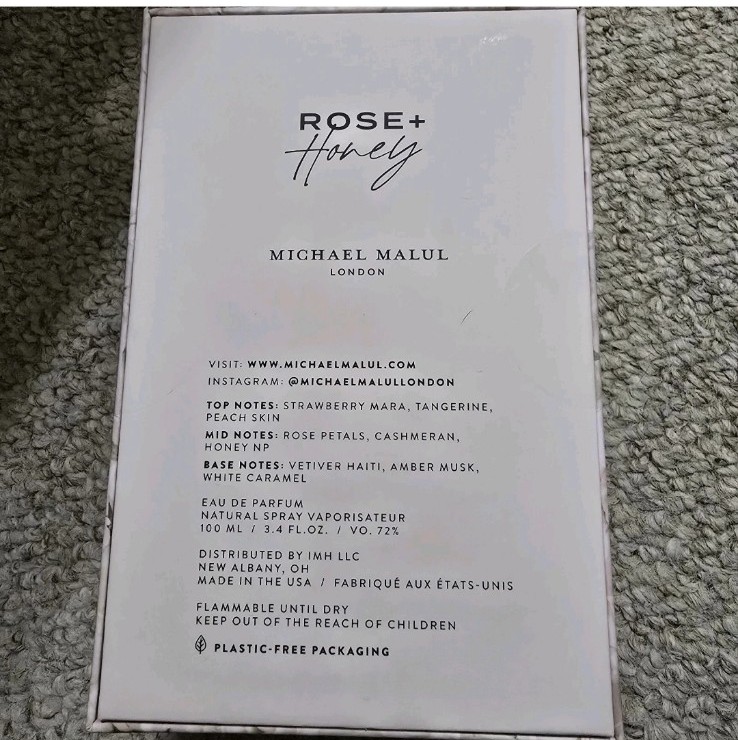 ROSE+
Honey
MICHAEL MALUL
LONDON
VISIT: WWW.MICHAELMALUL.COM
INSTAGRAM: @MICHAELMALULLONDON
TOP NOTES: STRAWBERRY MARA, TANGERINE,
PEACH SKIN
MID NOTES: ROSE PETALS, CASHMERAN,
HONEY NP
BASE NOTES: VETIVER HAITI, AMBER MUSK,
WHITE CARAMEL
EAU DE PARFUM
NATURAL SPRAY VAPORISATEUR
100 ML / 3.4 FL.OZ. / VO. 72%
DISTRIBUTED BY IMH LLC
NEW ALBANY, OH
MADE IN THE USA / FABRIQUÉ AUX ÉTATS-UNIS
FLAMMABLE UNTIL DRY
KEEP OUT OF THE REACH OF CHILDREN
PLASTIC-FREE PACKAGING